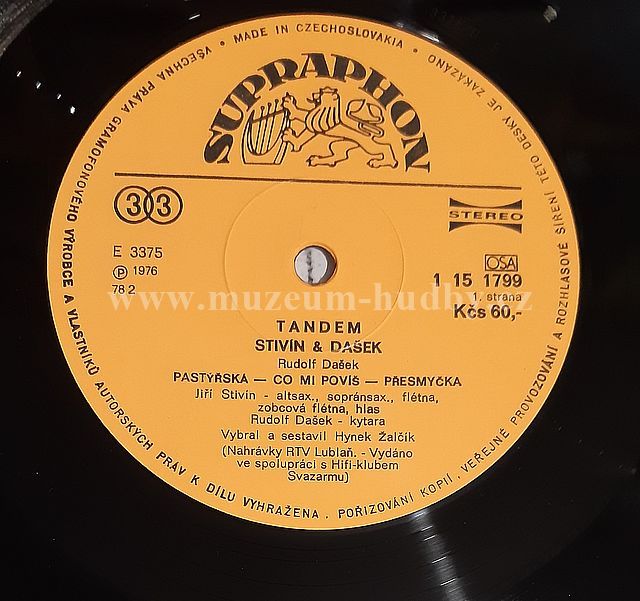 VŠECHNA PRÁVA GRAMOFONOVÉHO VÝROBCE A VLASTNÍKŮ AUTORSKÝCH PRÁV K DÍLU VYHRAŽENA . POŘIZOVÁNÍ KOPIÍ . VEŘEJNÉ PROVOZOVÁNÍ A ROZHLASOVÉ ŠÍŘENÍ TÉTO DESKY JE ZAKÁZÁNO
• MADE IN CZECHOSLOVAKIA •
SUPRAPHON
33
STEREO
E 3375
℗ 1976
78 2
OSA
1 15 1799
1. strana
Kčs 60,-
www.muzeum-hudby.cz
TANDEM
STIVÍN & DAŠEK
Rudolf Dašek
PASTÝŘSKÁ — CO MI POVÍŠ — PŘESMYČKA
Jiří Stivín - altsax., sopránsax., flétna,
zobcová flétna, hlas
Rudolf Dašek - kytara
Vybral a sestavil Hynek Žalčík
(Nahrávky RTV Lublaň. - Vydáno
ve spolupráci s Hifi-klubem
Svazarmu)